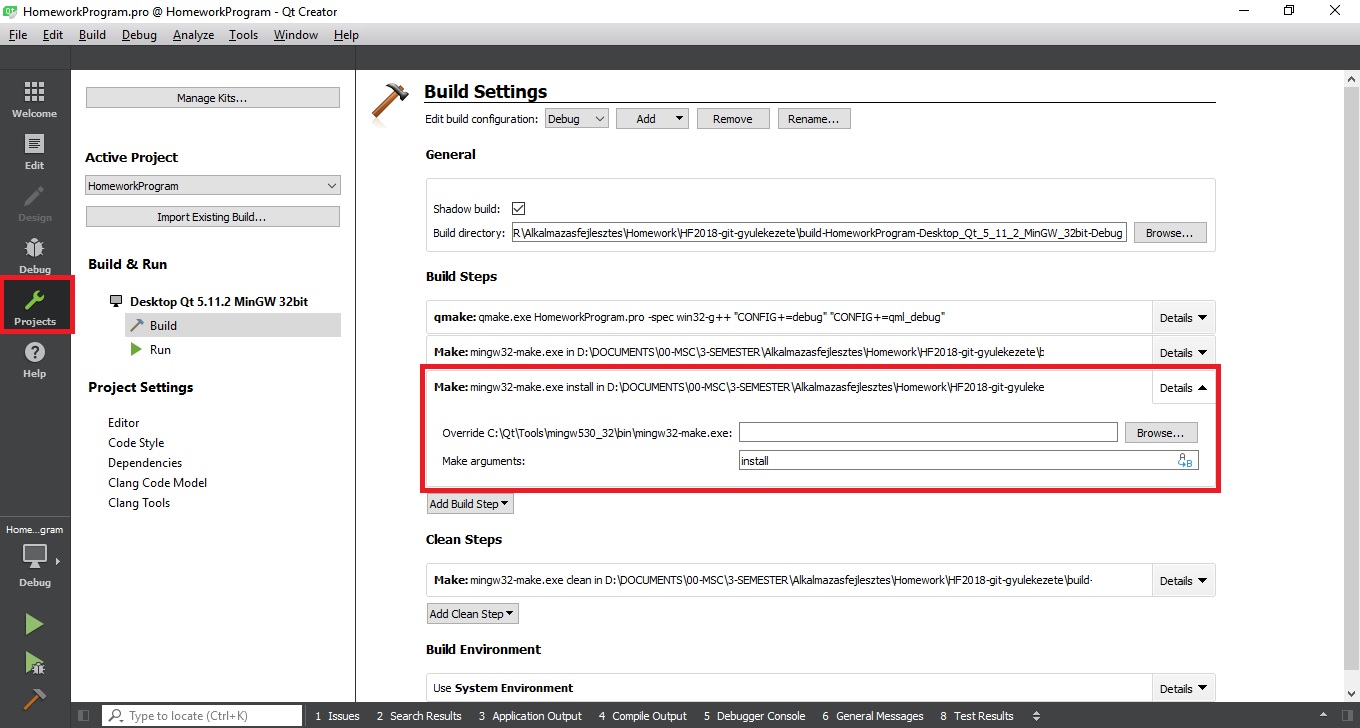 HomeworkProgram.pro @ HomeworkProgram - Qt Creator
File Edit Build Debug Analyze Tools Window Help
Welcome
Edit
Design
Debug
Projects
Help
Home...gram
Debug
Manage Kits...
Active Project
HomeworkProgram
Import Existing Build...
Build & Run
Desktop Qt 5.11.2 MinGW 32bit
Build
Run
Project Settings
Editor
Code Style
Dependencies
Clang Code Model
Clang Tools
Build Settings
Edit build configuration: Debug Add Remove Rename...
General
Shadow build:
Build directory: R\Alkalmazasfejlesztes\Homework\HF2018-git-gyulekezete\build-HomeworkProgram-Desktop_Qt_5_11_2_MinGW_32bit-Debug Browse...
Build Steps
qmake: qmake.exe HomeworkProgram.pro -spec win32-g++ "CONFIG+=debug" "CONFIG+=qml_debug" Details
Make: mingw32-make.exe in D:\DOCUMENTS\00-MSC\3-SEMESTER\Alkalmazasfejlesztes\Homework\HF2018-git-gyulekezete\b Details
Make: mingw32-make.exe install in D:\DOCUMENTS\00-MSC\3-SEMESTER\Alkalmazasfejlesztes\Homework\HF2018-git-gyuleke Details
Override C:\Qt\Tools\mingw530_32\bin\mingw32-make.exe: Browse...
Make arguments: install
Add Build Step
Clean Steps
Make: mingw32-make.exe clean in D:\DOCUMENTS\00-MSC\3-SEMESTER\Alkalmazasfejlesztes\Homework\HF2018-git-gyulekezete\build- Details
Add Clean Step
Build Environment
Use System Environment Details
Type to locate (Ctrl+K) 1 Issues 2 Search Results 3 Application Output 4 Compile Output 5 Debugger Console 6 General Messages 8 Test Results